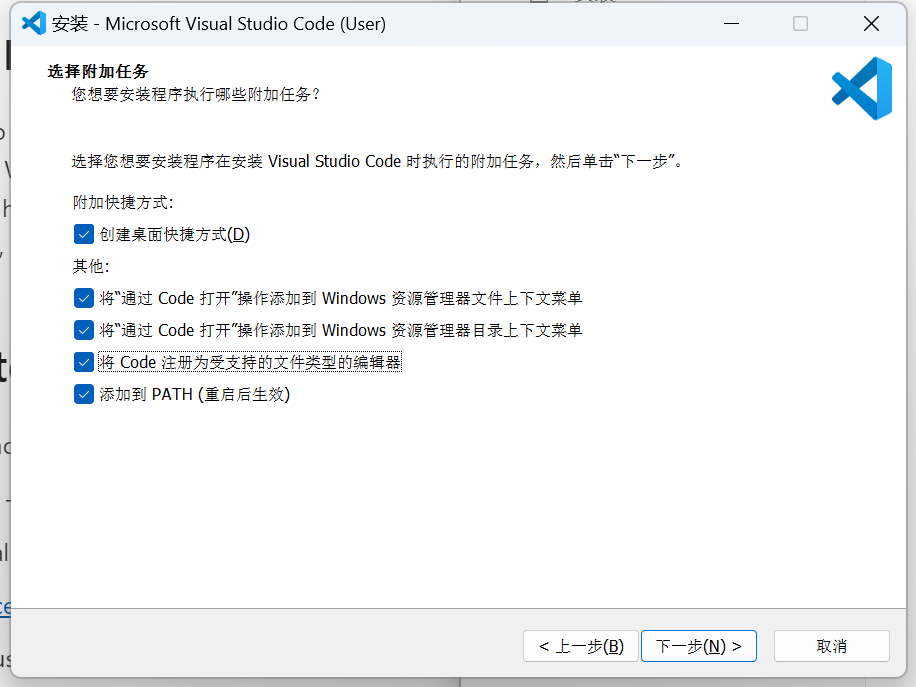 安装 - Microsoft Visual Studio Code (User)
选择附加任务
您想要安装程序执行哪些附加任务？
选择您想要安装程序在安装 Visual Studio Code 时执行的附加任务，然后单击“下一步”。
附加快捷方式:
创建桌面快捷方式(D)
其他:
将“通过 Code 打开”操作添加到 Windows 资源管理器文件上下文菜单
将“通过 Code 打开”操作添加到 Windows 资源管理器目录上下文菜单
将 Code 注册为受支持的文件类型的编辑器
添加到 PATH (重启后生效)
< 上一步(B)
下一步(N) >
取消